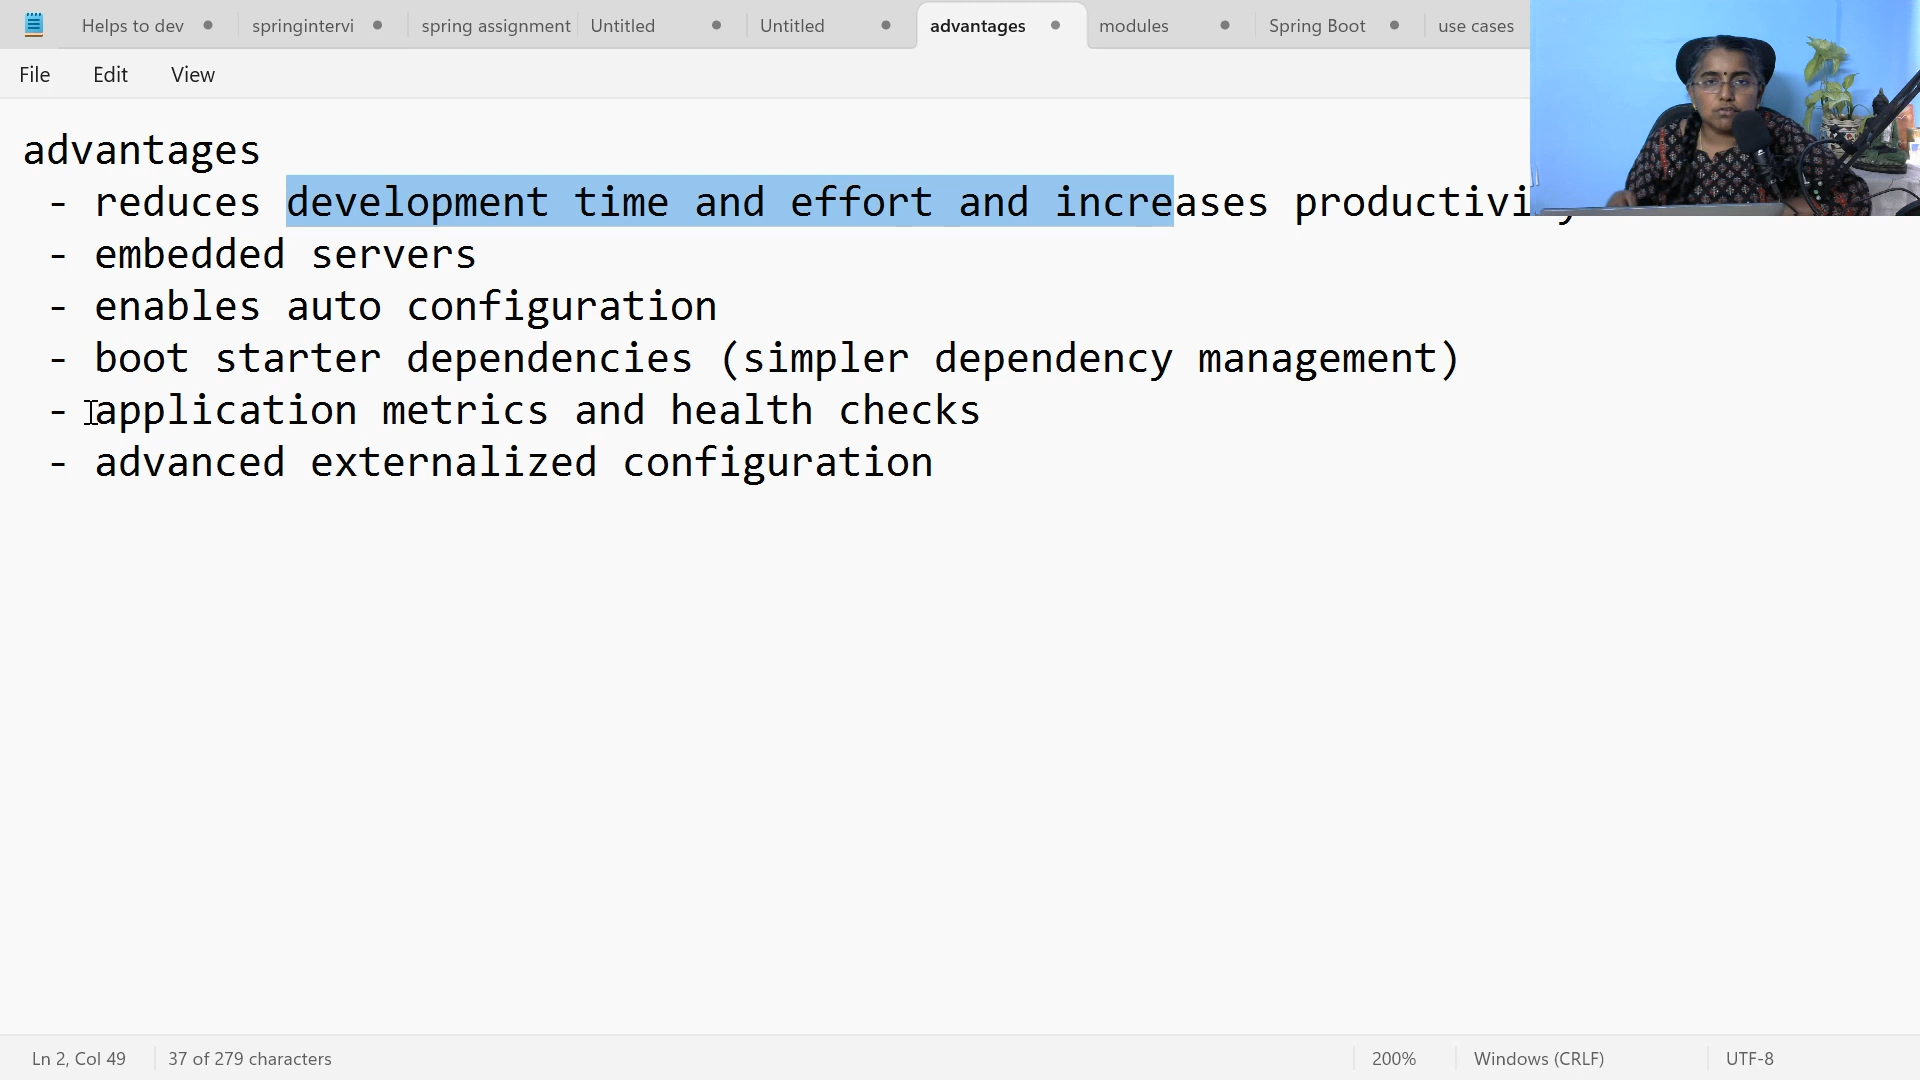 Helps to dev springintervi spring assignment Untitled Untitled advantages modules Spring Boot use cases
File Edit View
advantages
- reduces development time and effort and increases
- embedded servers
- enables auto configuration
- boot starter dependencies (simpler dependency management)
- application metrics and health checks
- advanced externalized configuration
Ln 2, Col 49 37 of 279 characters 200% Windows (CRLF) UTF-8